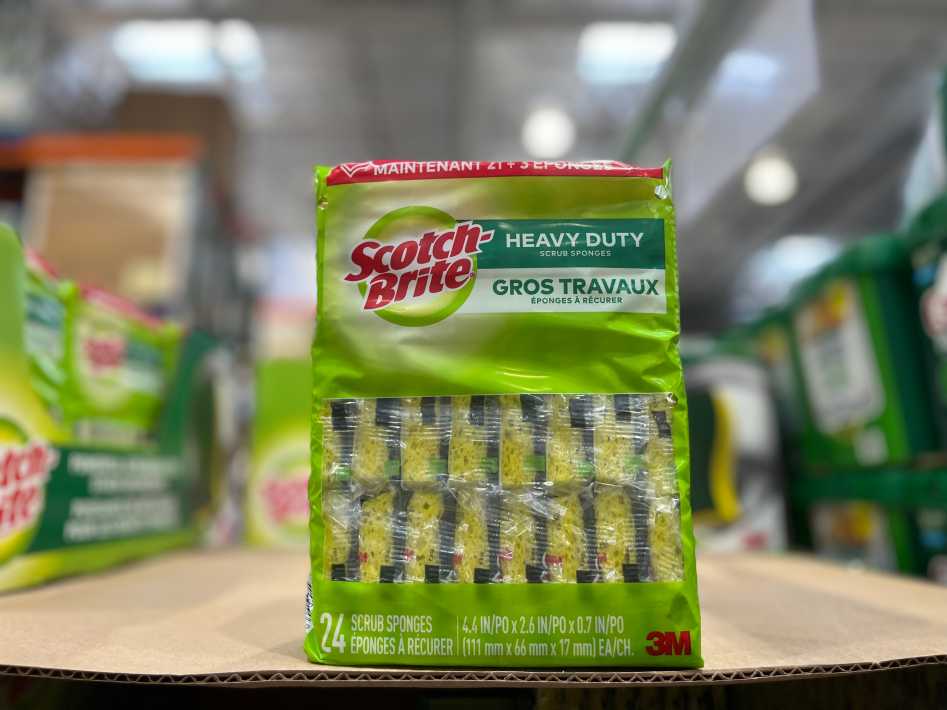 MAINTENANT 21 + 3 ÉPONGES
Scotch-
Brite
HEAVY DUTY
SCRUB SPONGES
GROS TRAVAUX
ÉPONGES À RÉCURER
24 SCRUB SPONGES
ÉPONGES À RÉCURER
4.4 IN/PO x 2.6 IN/PO x 0.7 IN/PO
(111 mm x 66 mm x 17 mm) EA/CH.
3M